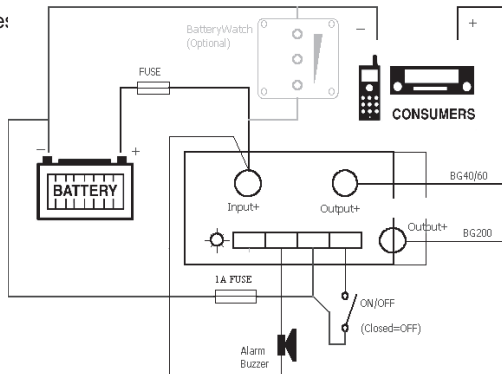 es
BatteryWatch
(Optional)
− +
FUSE
CONSUMERS
− +
BATTERY
BG40/60
Input+ Output+
Output+
BG200
1A FUSE
ON/OFF
(Closed=OFF)
Alarm
Buzzer